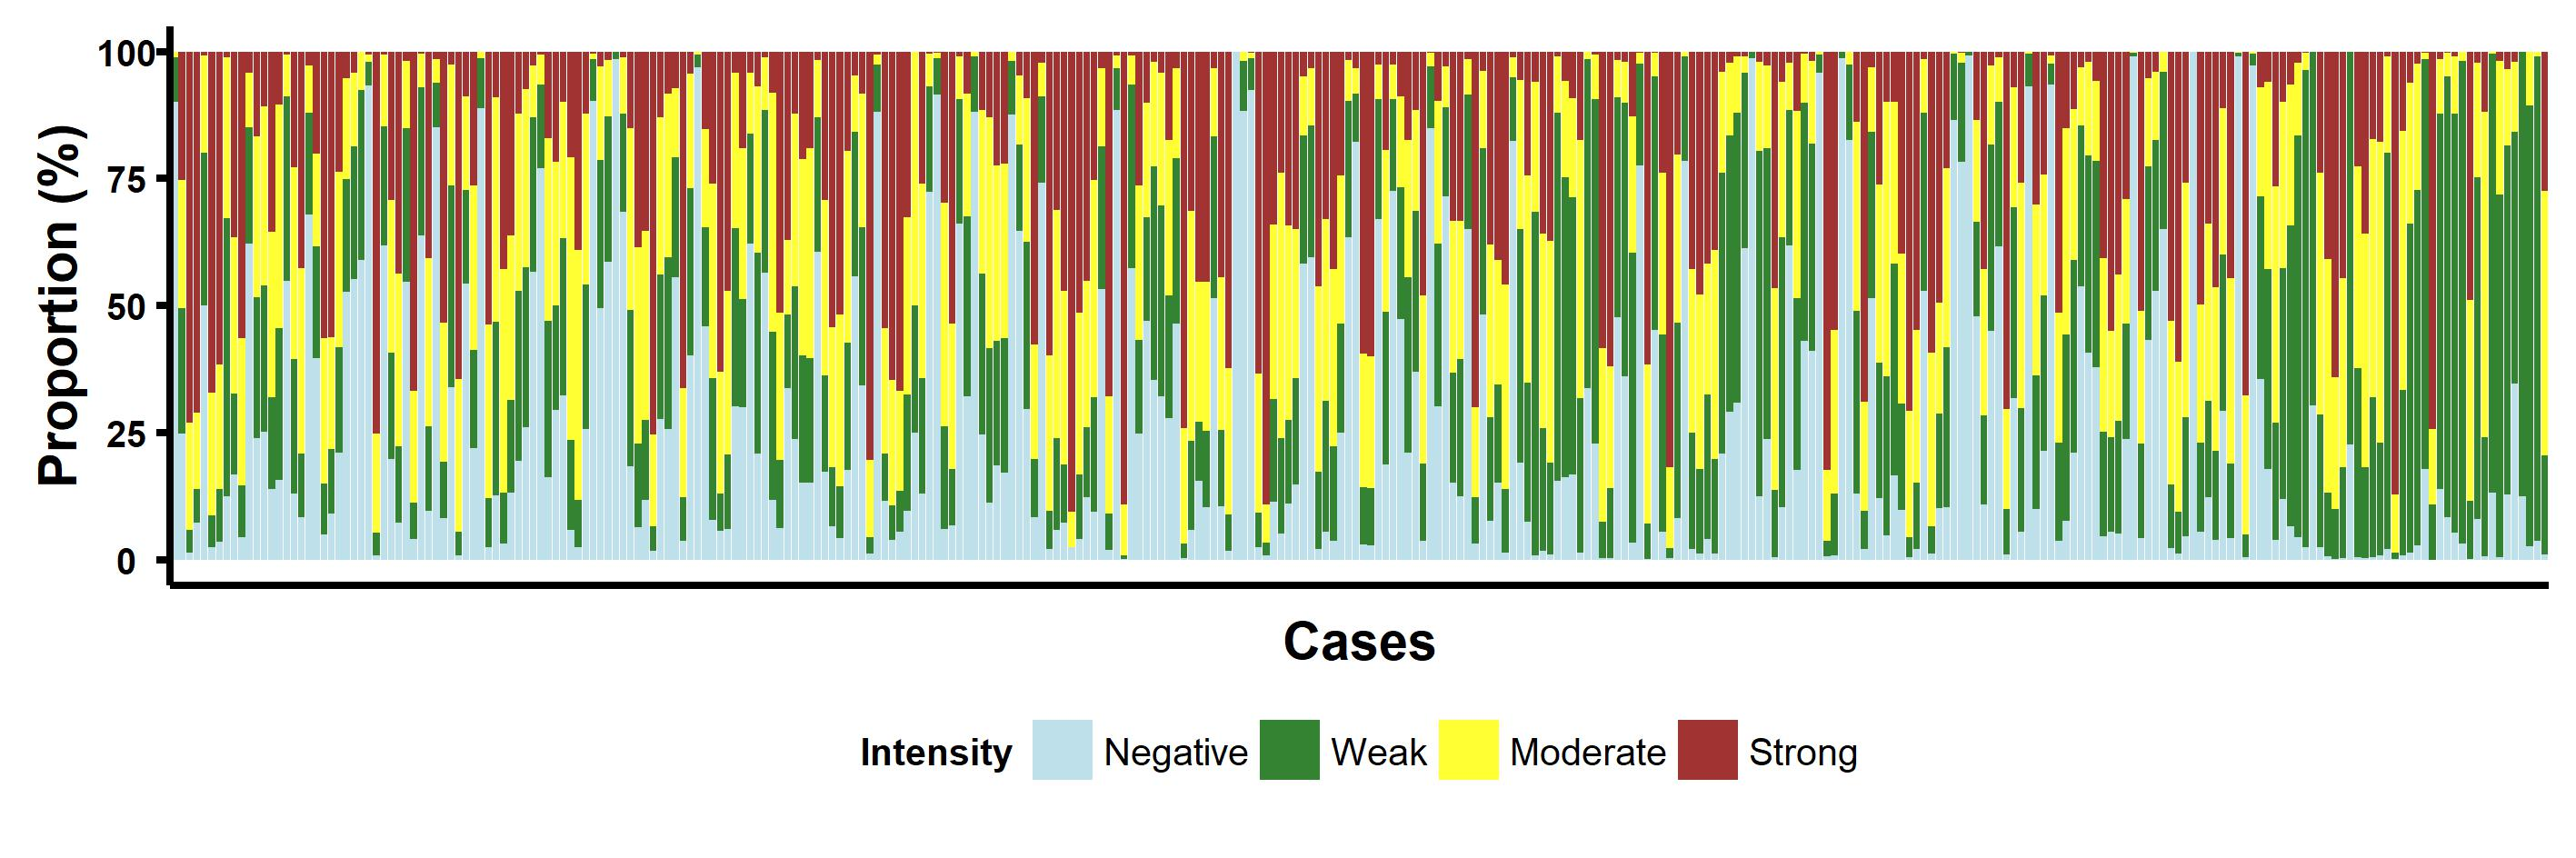 Proportion (%)
100
75
50
25
0
Cases
Intensity Negative Weak Moderate Strong